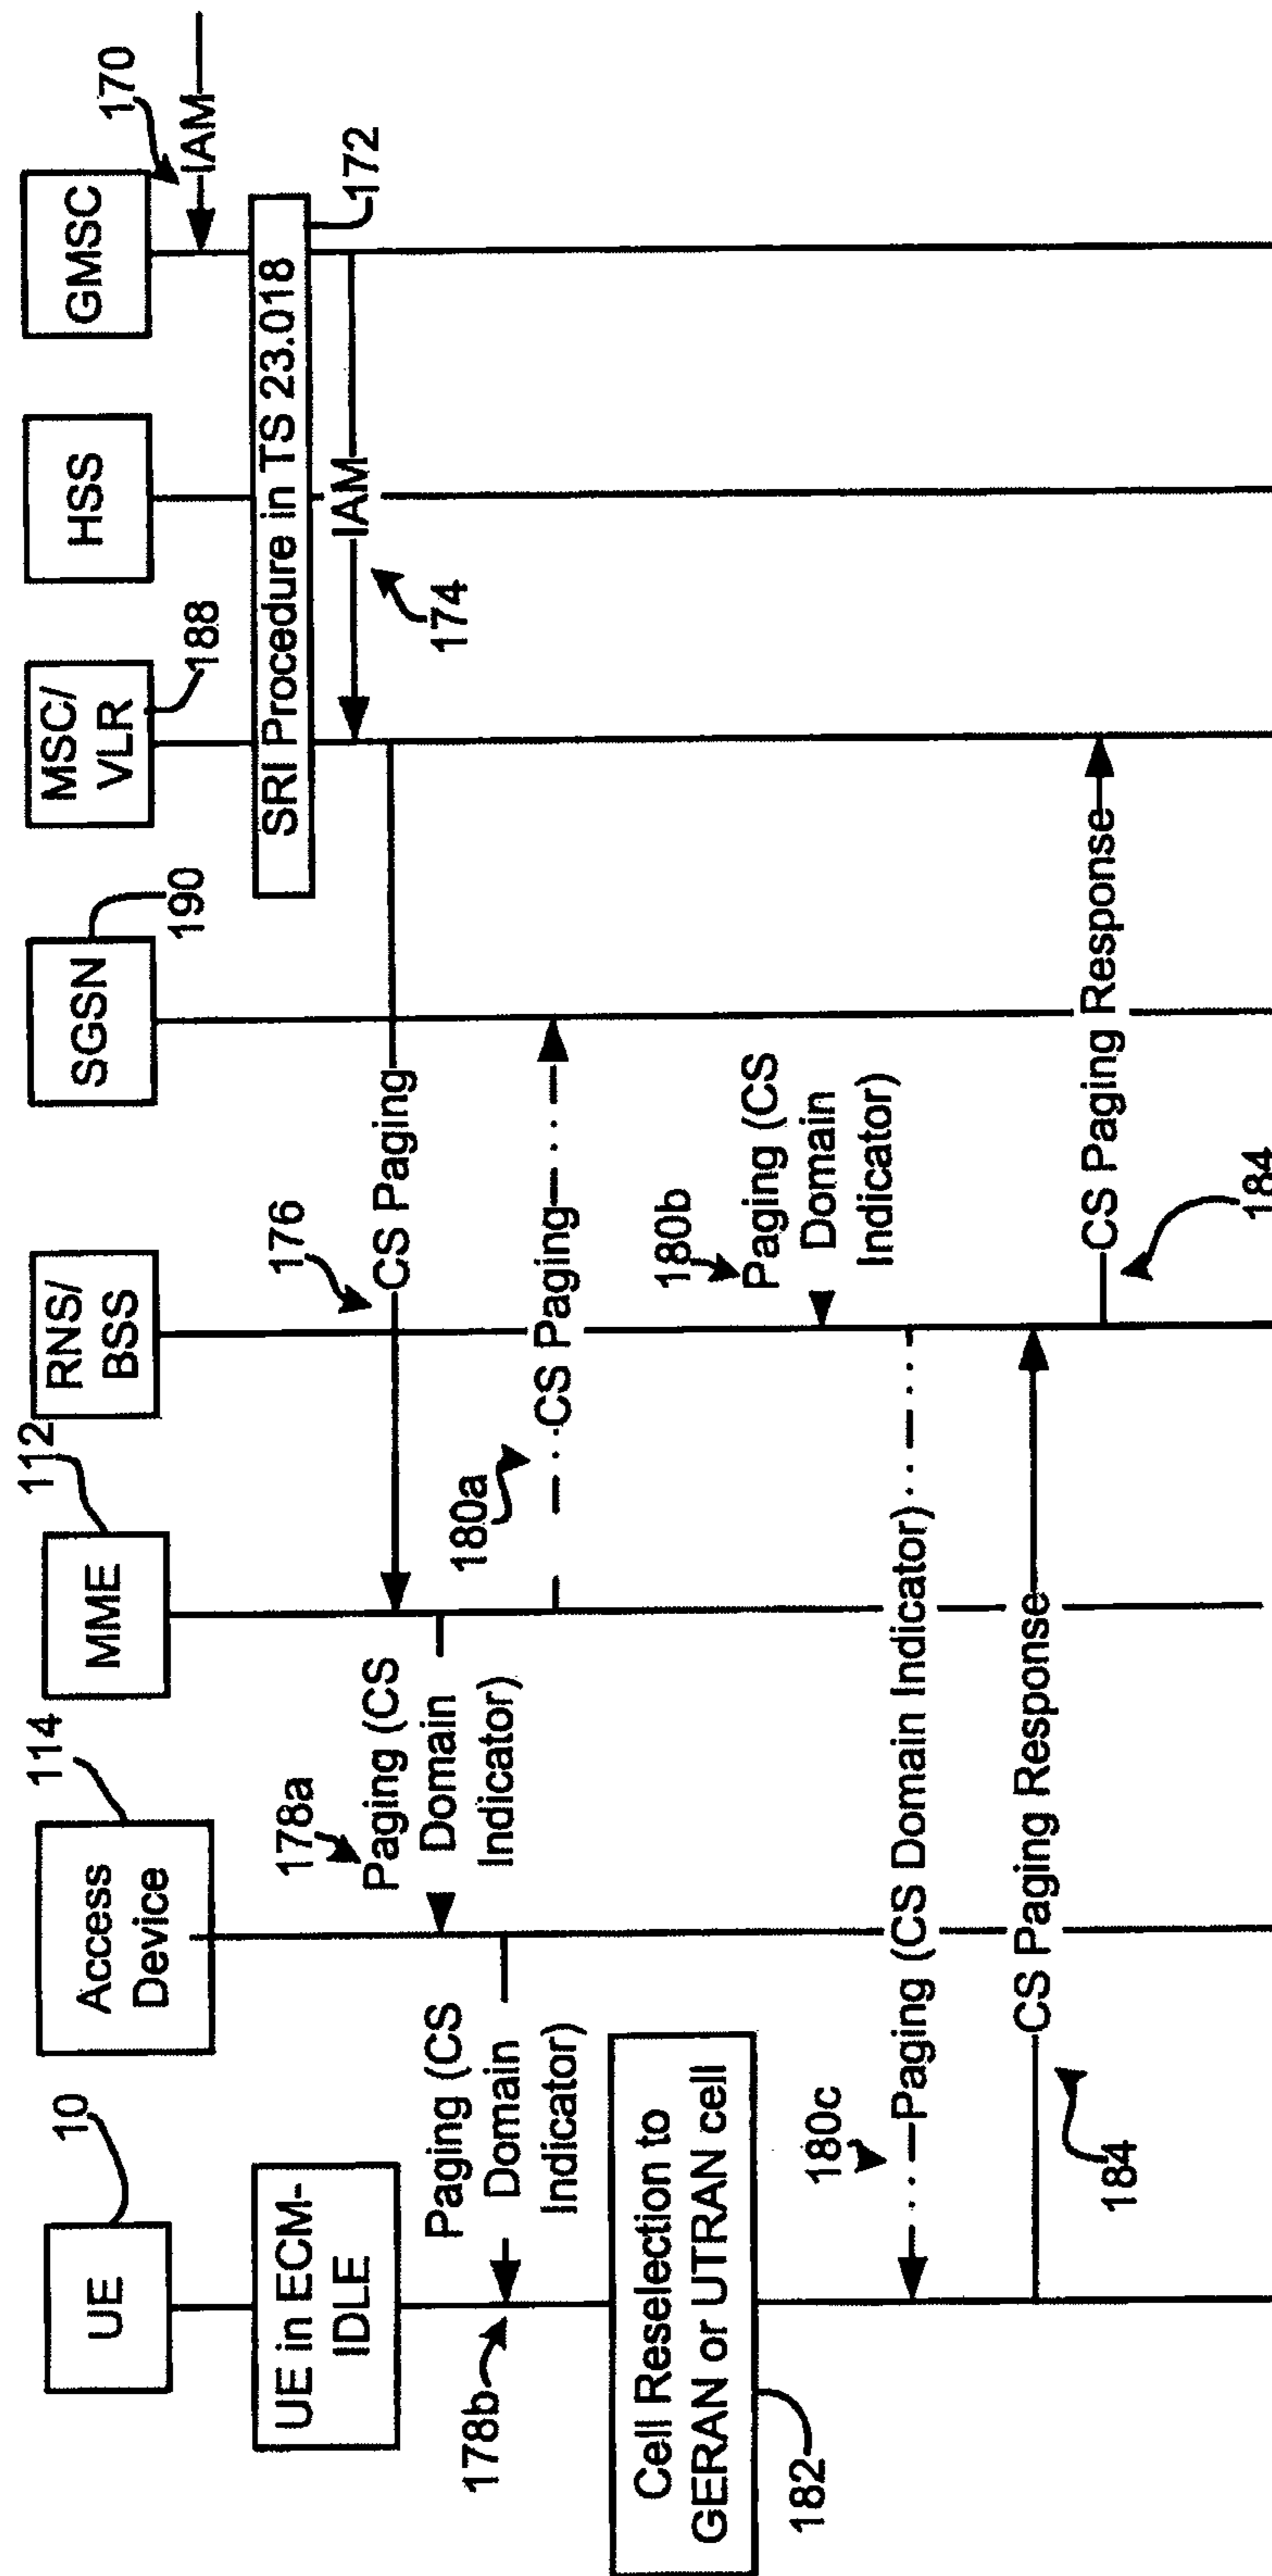 10
114
112
190
188
UE
Access
Device
MME
RNS/
BSS
SGSN
MSC/
VLR
HSS
GMSC
170
IAM
UE in ECM-
IDLE
SRI Procedure in TS 23.018
172
IAM
174
176
CS Paging
178a
Paging (CS
Domain
Indicator)
178b
Paging (CS
Domain
Indicator)
180a
CS Paging
Cell Reselection to
GERAN or UTRAN cell
182
180b
Paging (CS
Domain
Indicator)
180c
Paging (CS Domain Indicator)
CS Paging Response
184
CS Paging Response
184